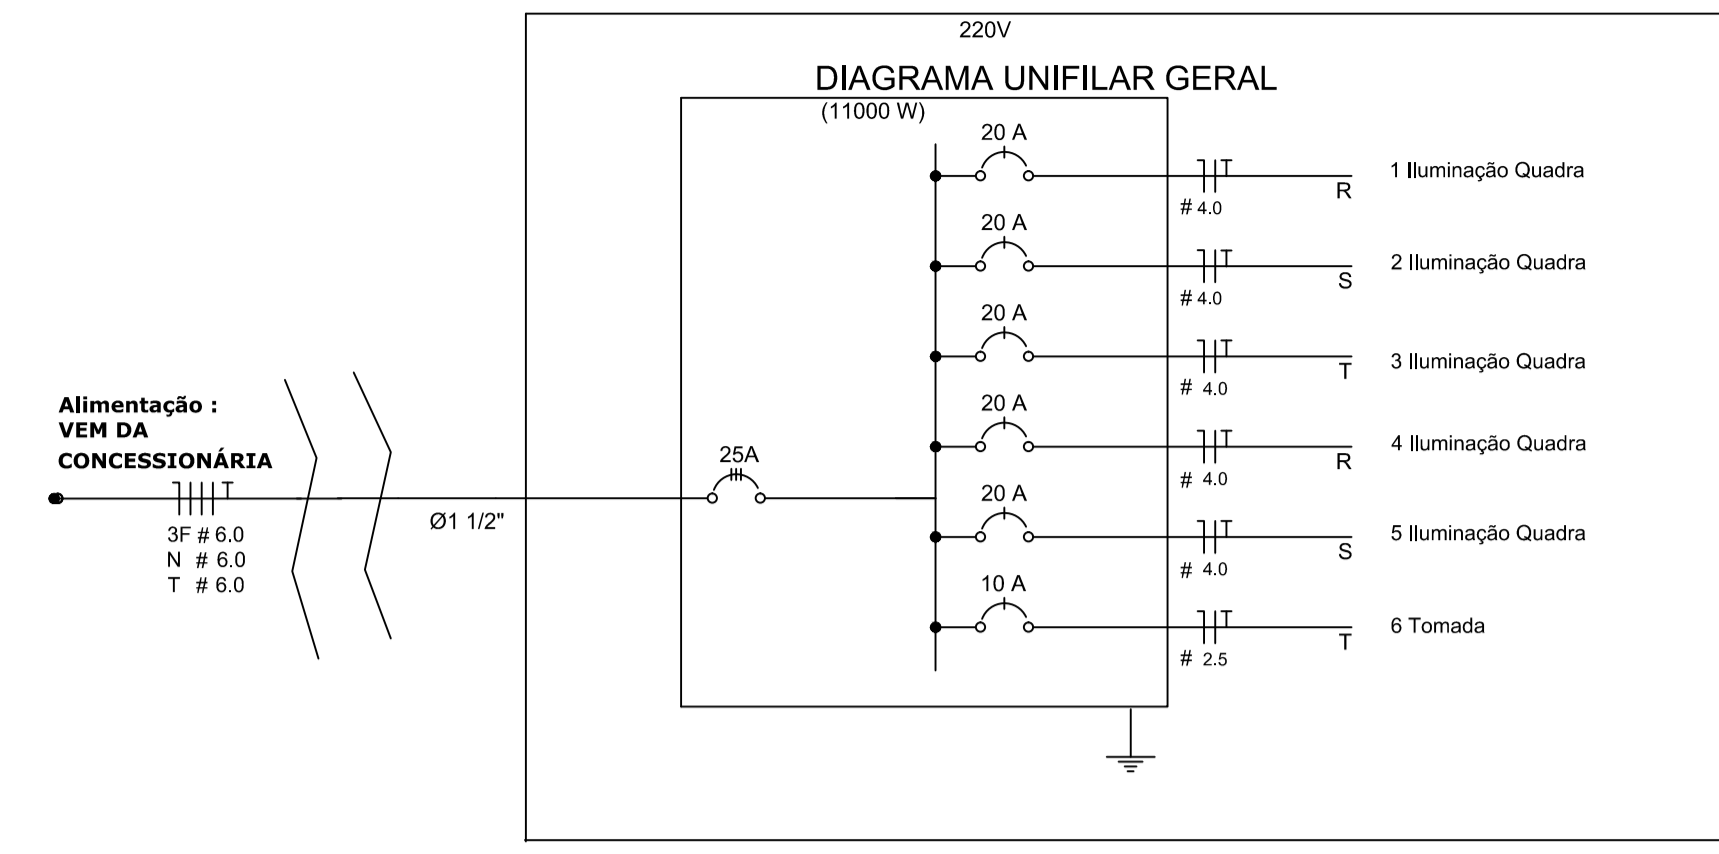 220V
DIAGRAMA UNIFILAR GERAL
(11000 W)
20 A
1 Iluminação Quadra
R
# 4.0
20 A
2 Iluminação Quadra
S
# 4.0
20 A
3 Iluminação Quadra
T
# 4.0
Alimentação :
VEM DA
CONCESSIONÁRIA
3F # 6.0
N # 6.0
T # 6.0
Ø1 1/2"
25A
20 A
4 Iluminação Quadra
R
# 4.0
20 A
5 Iluminação Quadra
S
# 4.0
10 A
6 Tomada
T
# 2.5